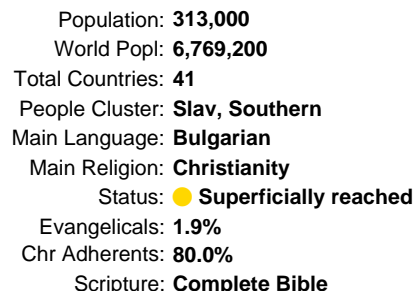 Population: 313,000
World Popl: 6,769,200
Total Countries: 41
People Cluster: Slav, Southern
Main Language: Bulgarian
Main Religion: Christianity
Status: Superficially reached
Evangelicals: 1.9%
Chr Adherents: 80.0%
Scripture: Complete Bible